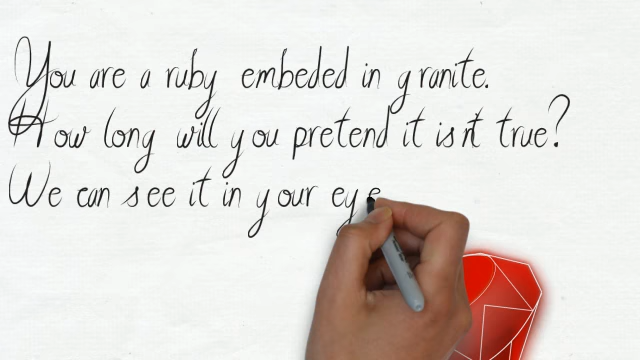 You are a ruby embeded in granite.
How long will you pretend it isn't true?
We can see it in your eye